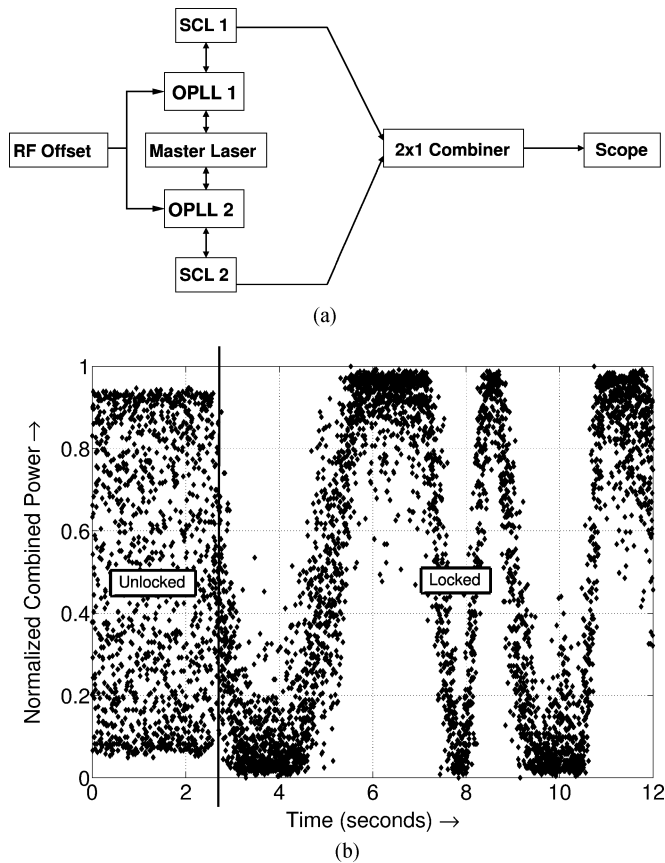 SCL 1
OPLL 1
RF Offset
Master Laser
2x1 Combiner
Scope
OPLL 2
SCL 2
(a)
Normalized Combined Power →
1
0.8
0.6
0.4
0.2
0
Unlocked
Locked
0 2 4 6 8 10 12
Time (seconds) →
(b)